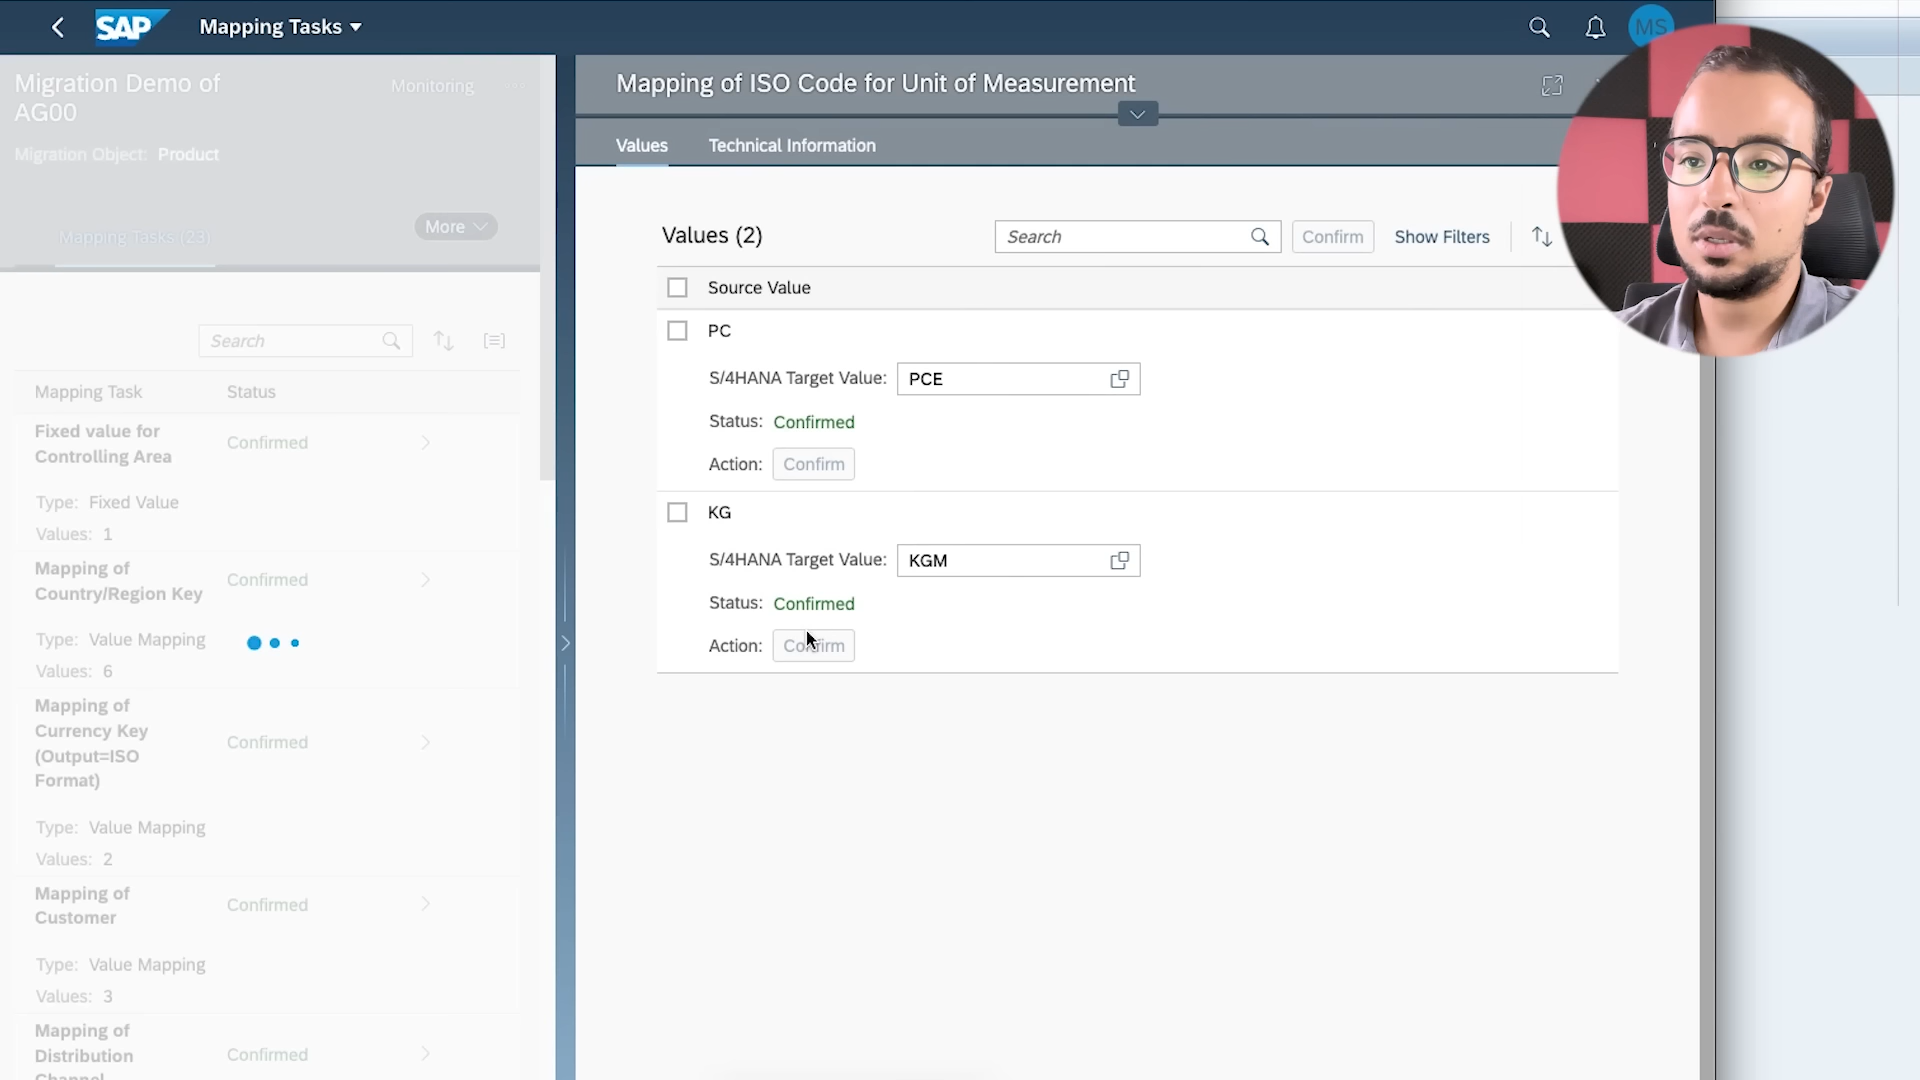 SAP
Mapping Tasks
MS
Migration Demo of
AG00
Monitoring
Migration Object: Product
Mapping Tasks (23)
More
Search
Mapping Task
Status
Fixed value for
Controlling Area
Confirmed
Type: Fixed Value
Values: 1
Mapping of
Country/Region Key
Confirmed
Type: Value Mapping
Values: 6
Mapping of
Currency Key
(Output=ISO
Format)
Confirmed
Type: Value Mapping
Values: 2
Mapping of
Customer
Confirmed
Type: Value Mapping
Values: 3
Mapping of
Distribution
Channel
Confirmed
Mapping of ISO Code for Unit of Measurement
Values
Technical Information
Values (2)
Search
Confirm
Show Filters
Source Value
PC
S/4HANA Target Value: PCE
Status: Confirmed
Action: Confirm
KG
S/4HANA Target Value: KGM
Status: Confirmed
Action: Confirm